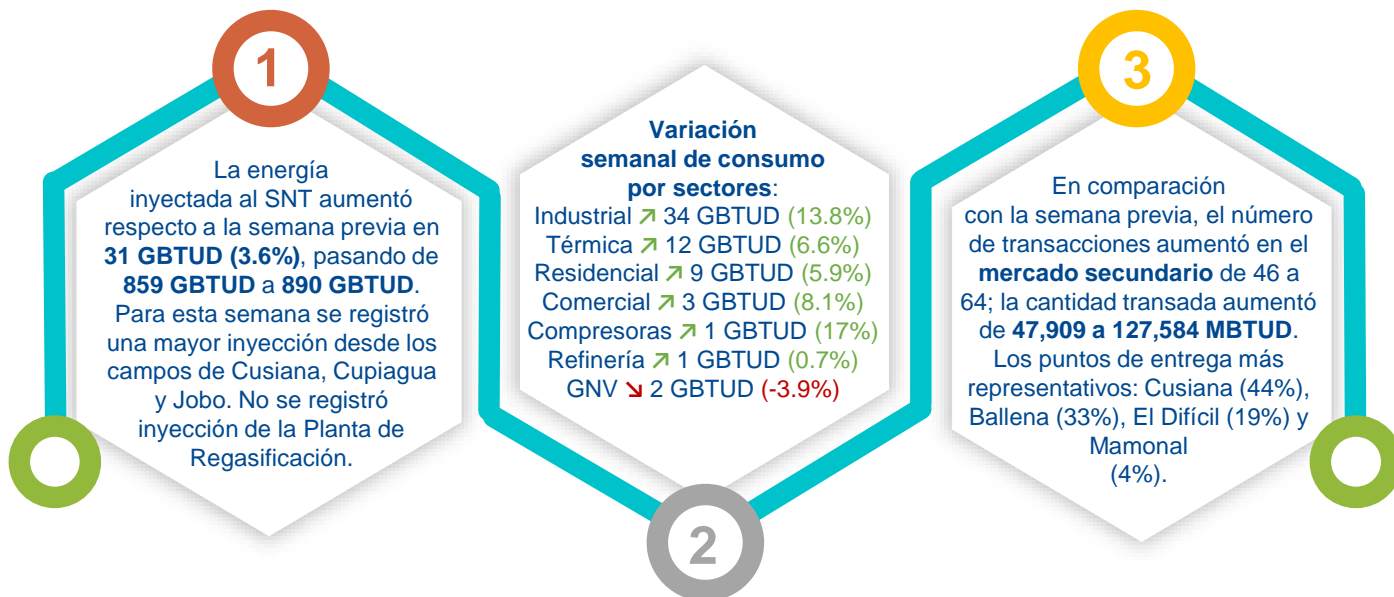 1
La energía
inyectada al SNT aumentó
respecto a la semana previa en
31 GBTUD (3.6%), pasando de
859 GBTUD a 890 GBTUD.
Para esta semana se registró
una mayor inyección desde los
campos de Cusiana, Cupiagua
y Jobo. No se registró
inyección de la Planta de
Regasificación.
Variación
semanal de consumo
por sectores:
Industrial ↗ 34 GBTUD (13.8%)
Térmica ↗ 12 GBTUD (6.6%)
Residencial ↗ 9 GBTUD (5.9%)
Comercial ↗ 3 GBTUD (8.1%)
Compresoras ↗ 1 GBTUD (17%)
Refinería ↗ 1 GBTUD (0.7%)
GNV ↘ 2 GBTUD (-3.9%)
2
3
En comparación
con la semana previa, el número
de transacciones aumentó en el
mercado secundario de 46 a
64; la cantidad transada aumentó
de 47,909 a 127,584 MBTUD.
Los puntos de entrega más
representativos: Cusiana (44%),
Ballena (33%), El Difícil (19%) y
Mamonal
(4%).